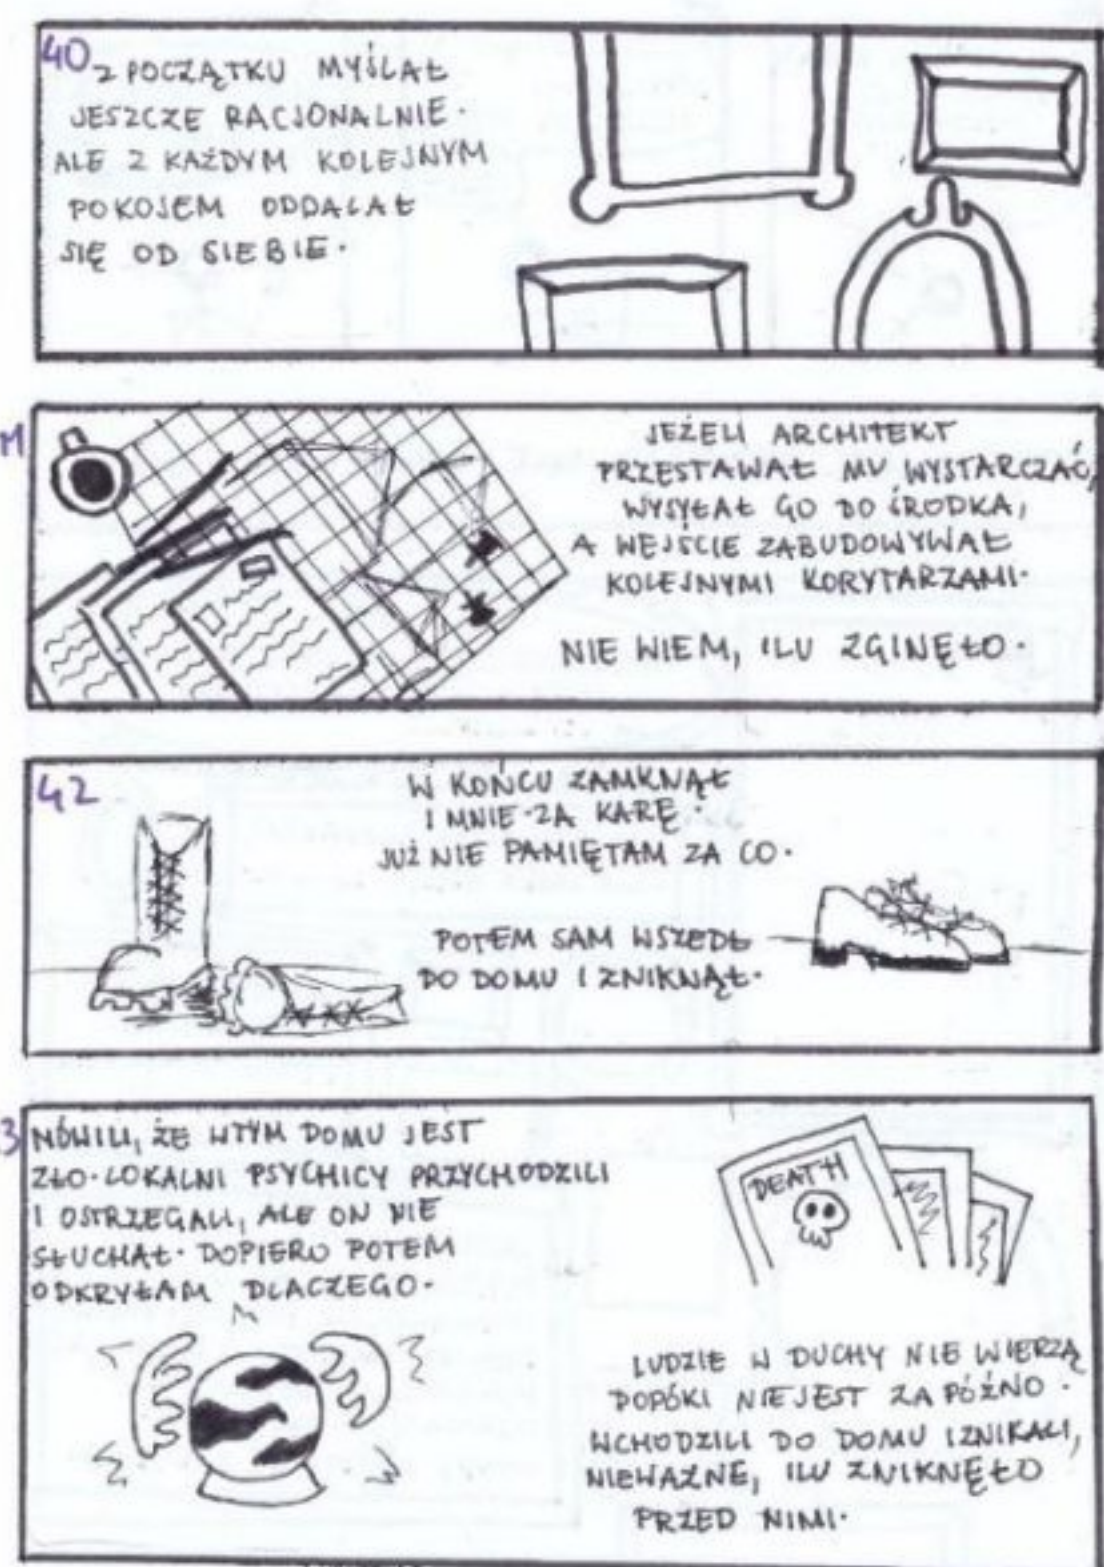 40
Z POCZĄTKU MYŚLAŁ
JESZCZE RACJONALNIE.
ALE Z KAŻDYM KOLEJNYM
POKOJEM ODDALAŁ
SIĘ OD SIEBIE.
JEŻELI ARCHITEKT
PRZESTAWAŁ MU WYSTARCZAĆ,
WYSYŁAŁ GO DO ŚRODKA,
A WEJŚCIE ZABUDOWYWAŁ
KOLEJNYMI KORYTARZAMI.
NIE WIEM, ILU ZGINĘŁO.
42
W KOŃCU ZAMKNĄŁ
I MNIE-ZA KARĘ.
JUŻ NIE PAMIĘTAM ZA CO.
POTEM SAM WSZEDŁ
DO DOMU I ZNIKNĄŁ.
3
MÓWILI, ŻE W TYM DOMU JEST
ZŁO. LOKALNI PSYCHICY PRZYCHODZILI
I OSTRZEGALI, ALE ON NIE
SŁUCHAŁ. DOPIERO POTEM
ODKRYŁAM DLACZEGO.
DEATH
LUDZIE W DUCHY NIE WIERZĄ
DOPÓKI NIE JEST ZA PÓŹNO.
WCHODZILI DO DOMU I ZNIKALI,
NIEWAŻNE, ILU ZNIKNĘŁO
PRZED NIMI.